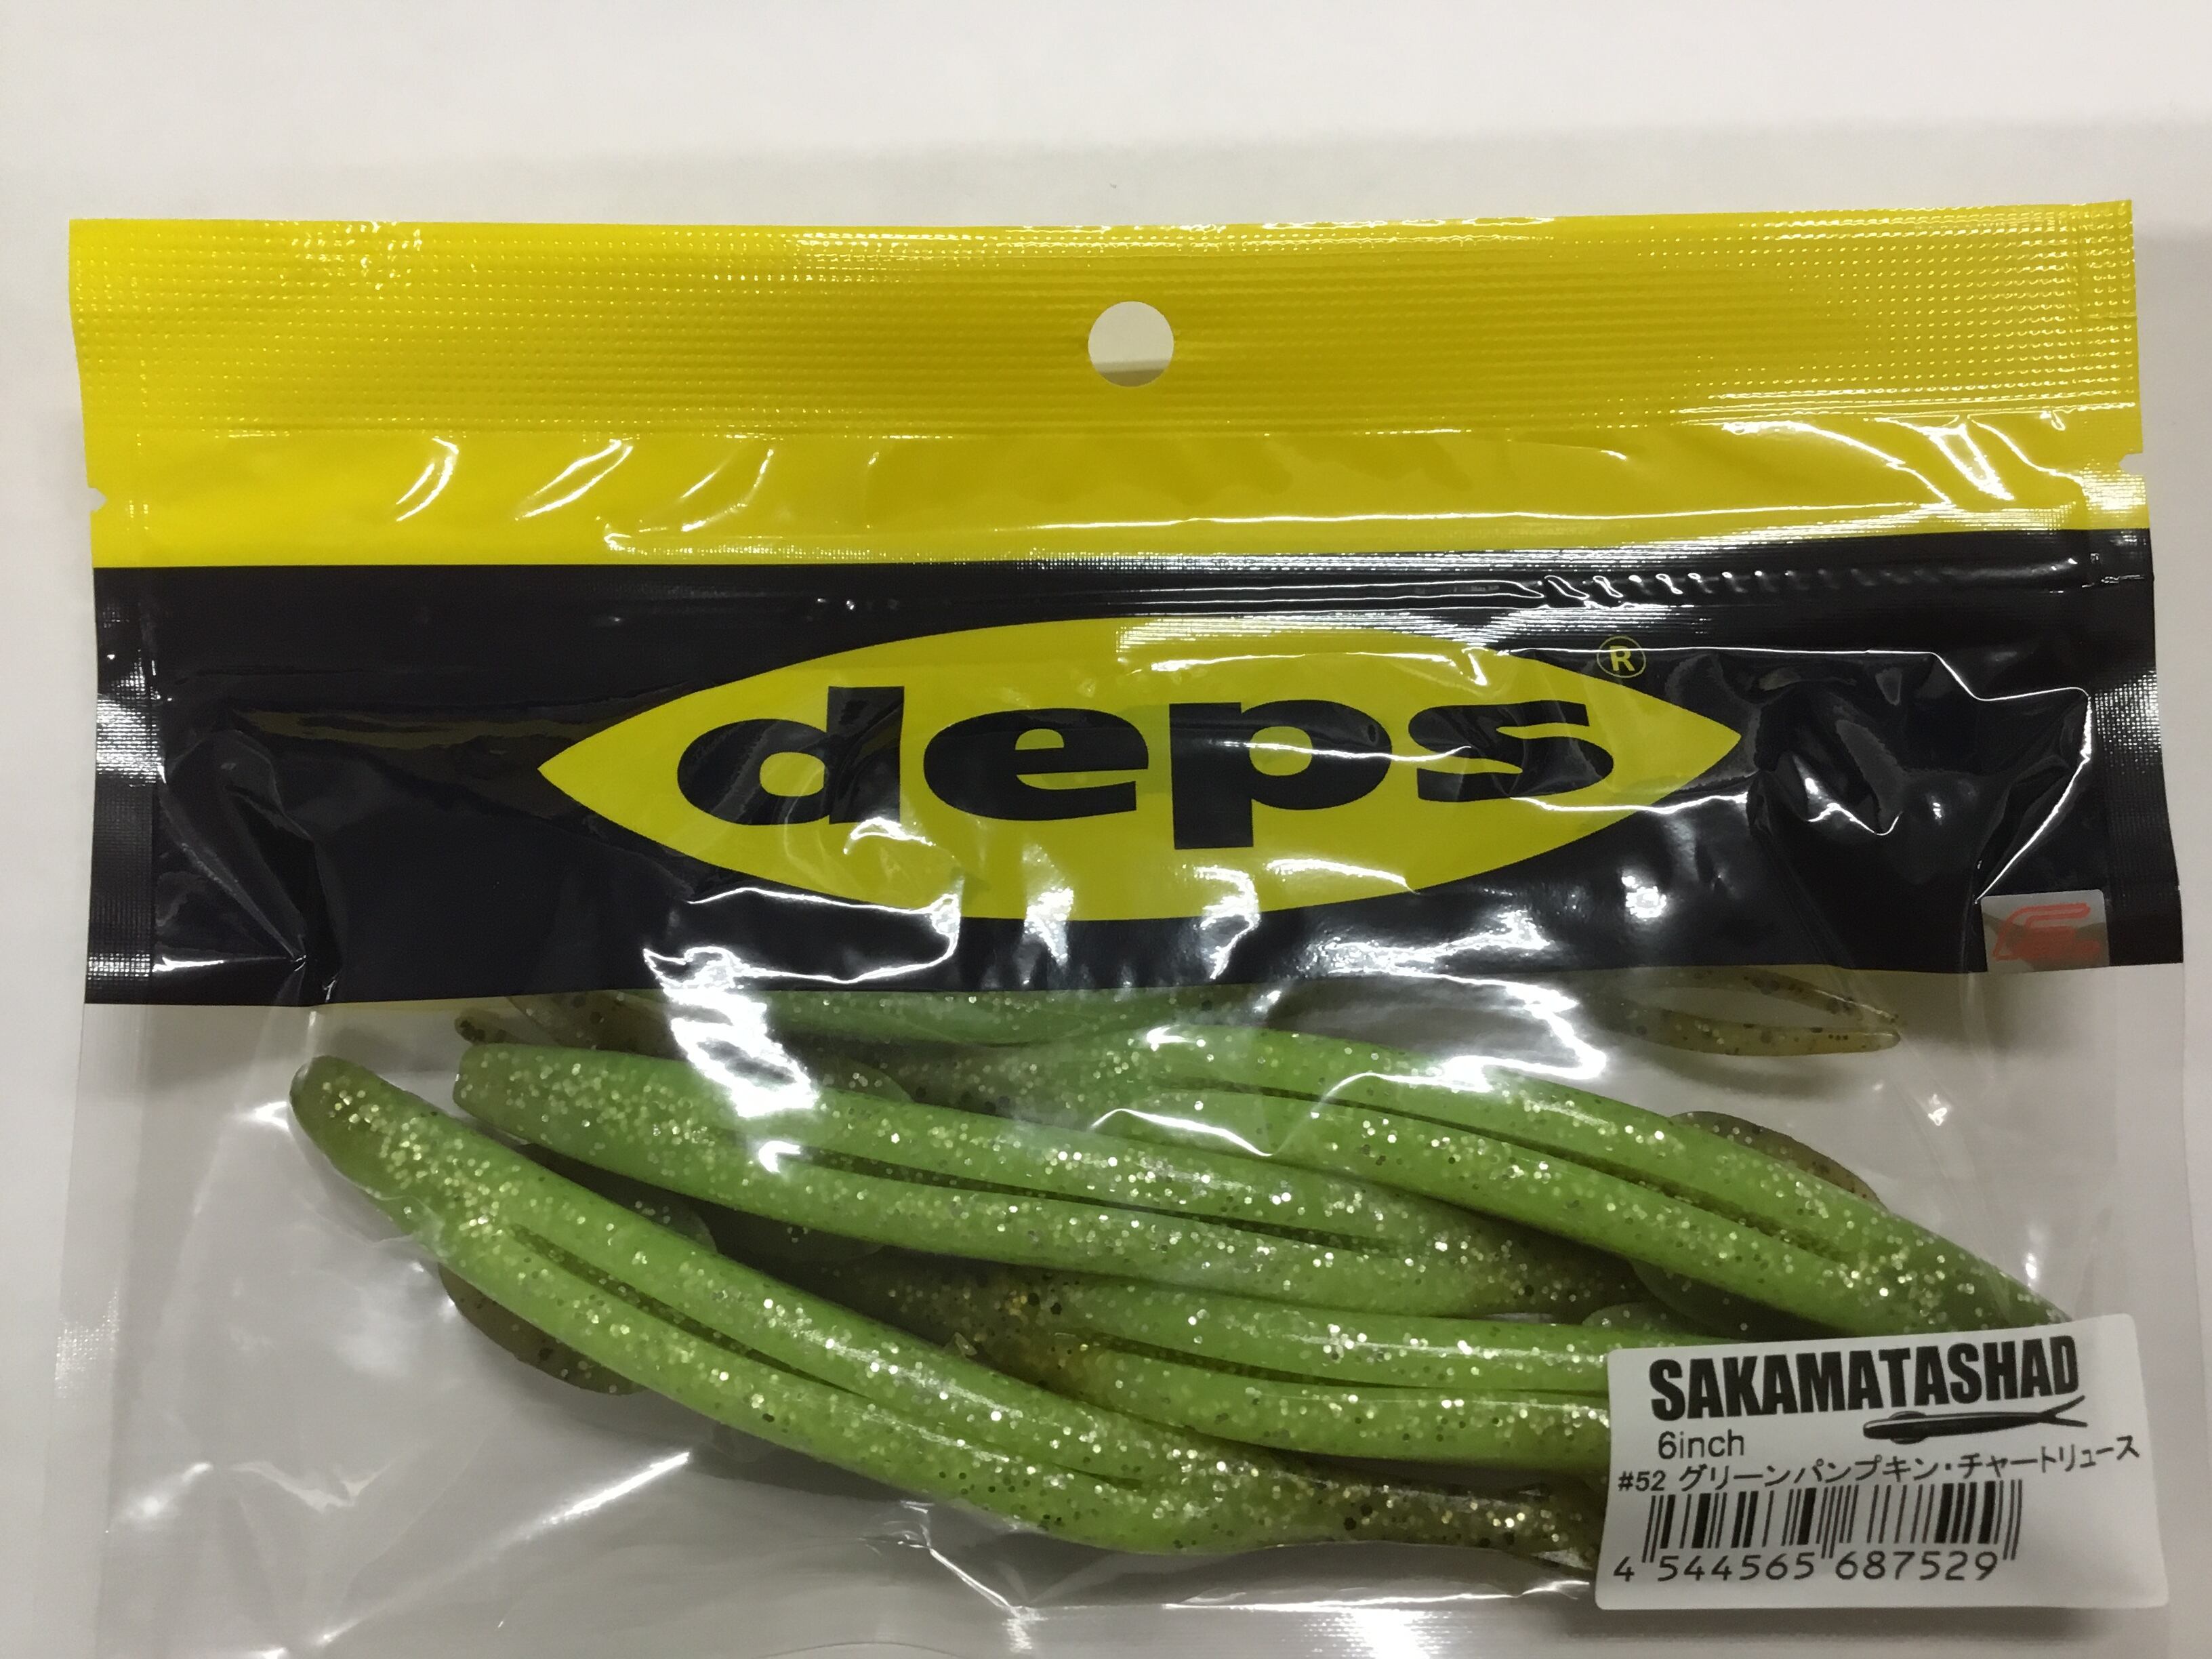 deps
®
SAKAMATASHAD
6inch
#52 グリーンパンプキン・チャートリュース
4 544565 687529